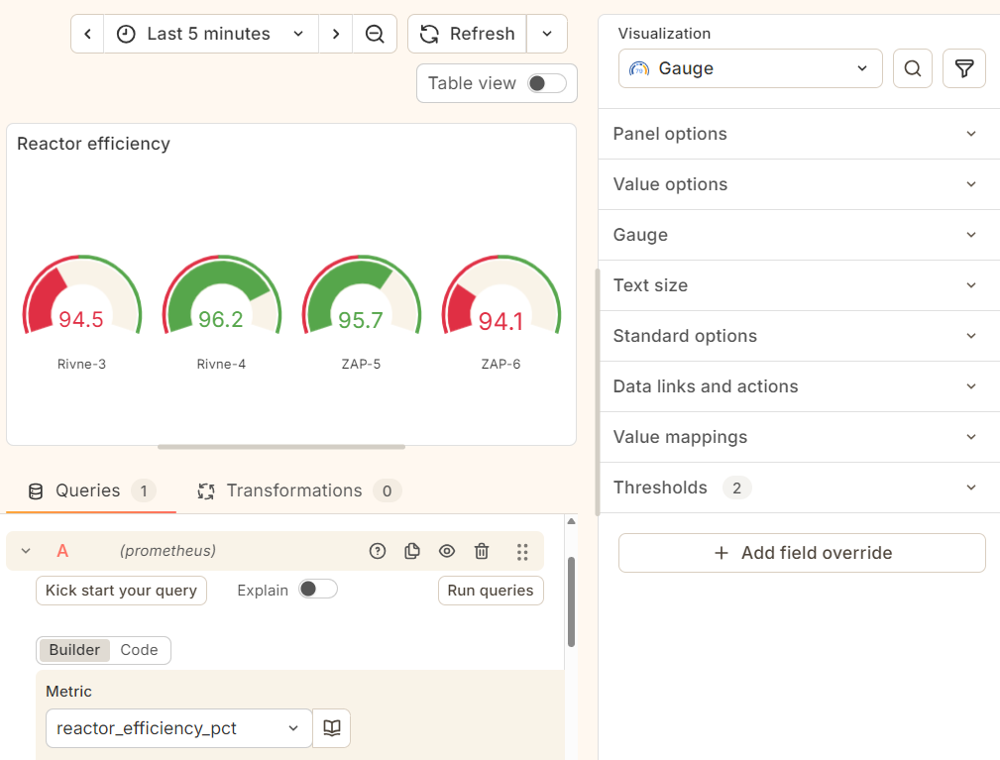 Last 5 minutes
Refresh
Table view
Reactor efficiency
94.5
96.2
95.7
94.1
Rivne-3
Rivne-4
ZAP-5
ZAP-6
Queries 1
Transformations 0
A (prometheus)
Kick start your query
Explain
Run queries
Builder
Code
Metric
reactor_efficiency_pct
Visualization
Gauge
Panel options
Value options
Gauge
Text size
Standard options
Data links and actions
Value mappings
Thresholds 2
Add field override